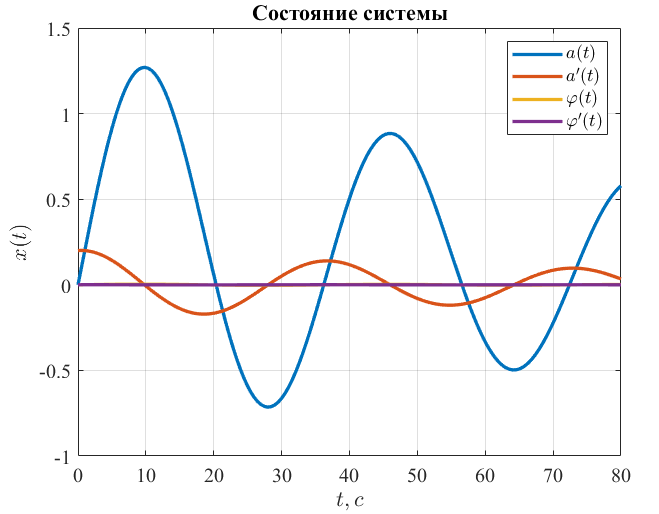 Состояние системы
1.5
1
0.5
0
-0.5
-1
x(t)
a(t)
a′(t)
φ(t)
φ′(t)
0 10 20 30 40 50 60 70 80
t, c